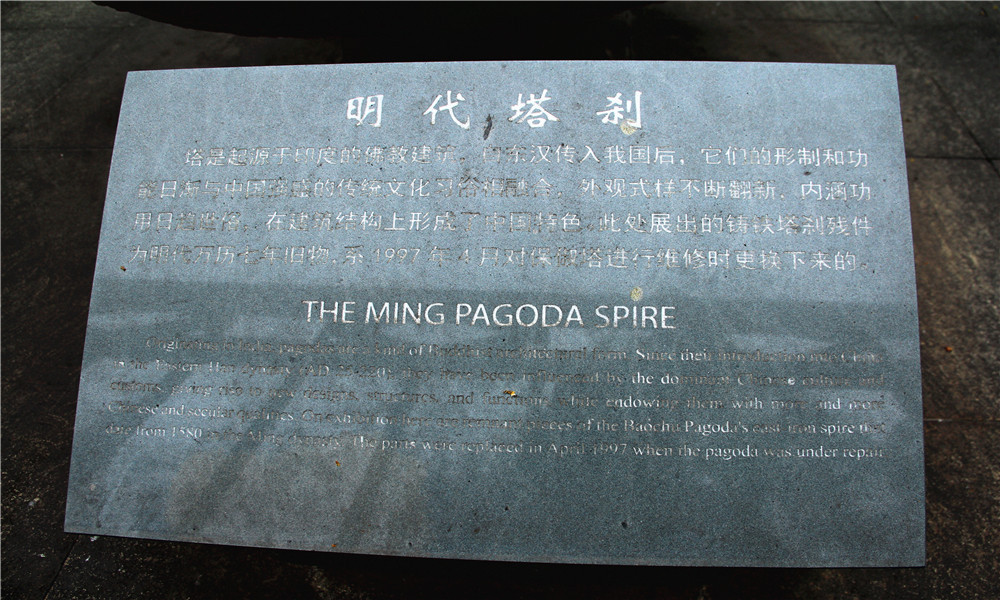 明代塔刹
塔是起源于印度的佛教建筑。自东汉传入我国后，它们的形制和功
能日渐与中国的传统文化习俗相融合。外观式样不断翻新，内涵功
用日趋世俗，在建筑结构上形成了中国特色。此处展出的铸铁塔刹残件
为明代万历七年旧物，系1997年4月对保俶塔进行维修时更换下来的。
THE MING PAGODA SPIRE
Originating pagodas are a kind of Buddhist architectural form. Since their introduction into China
in the Eastern Han dynasty (A.D. 25-220), they have been influenced by the dominant Chinese culture and
customs, giving rise to new designs, structures, and functions, while endowing them with more and more
Chinese and secular qualities. On exhibition here are remnant pieces of the Baochu Pagoda's cast-iron spire that
date from 1580 in the Ming dynasty. The parts were replaced in April 1997 when the pagoda was under repair